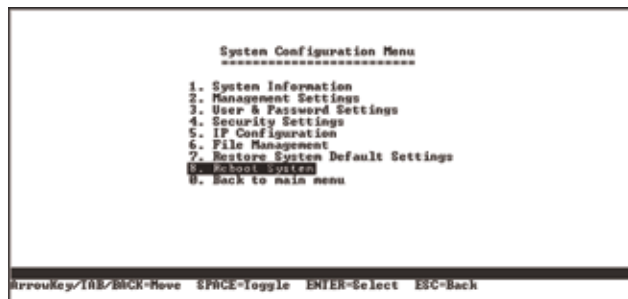 System Configuration Menu
=========================
1. System Information
2. Management Settings
3. User & Password Settings
4. Security Settings
5. IP Configuration
6. File Management
7. Restore System Default Settings
8. Reboot System
0. Back to main menu
ArrowKey/TAB/BACK=Move SPACE=Toggle ENTER=Select ESC=Back